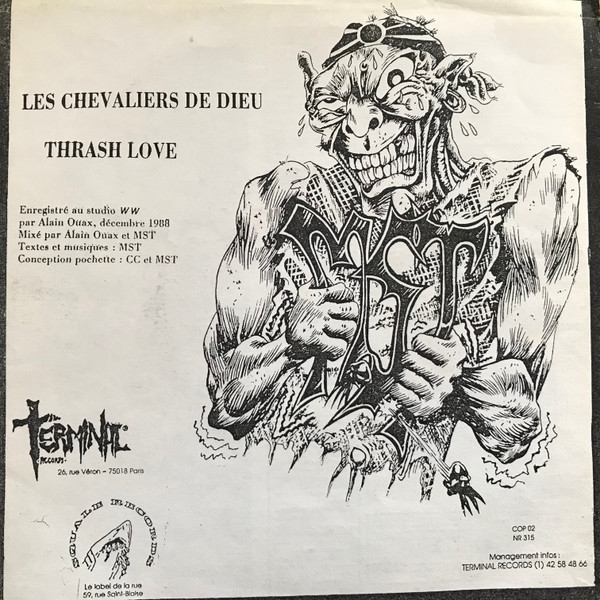 LES CHEVALIERS DE DIEU
THRASH LOVE
Enregistré au studio WW
par Alain Ouax, décembre 1988
Mixé par Alain Ouax et MST
Textes et musiques : MST
Conception pochette : CC et MST
MST
TERMINAL
RECORDS
26, rue Véron - 75018 Paris
SQUALE RECORDS
Le label de la rue
59, rue Saint-Blaise
COP 02
NR 315
Management infos :
TERMINAL RECORDS (1) 42 58 48 66